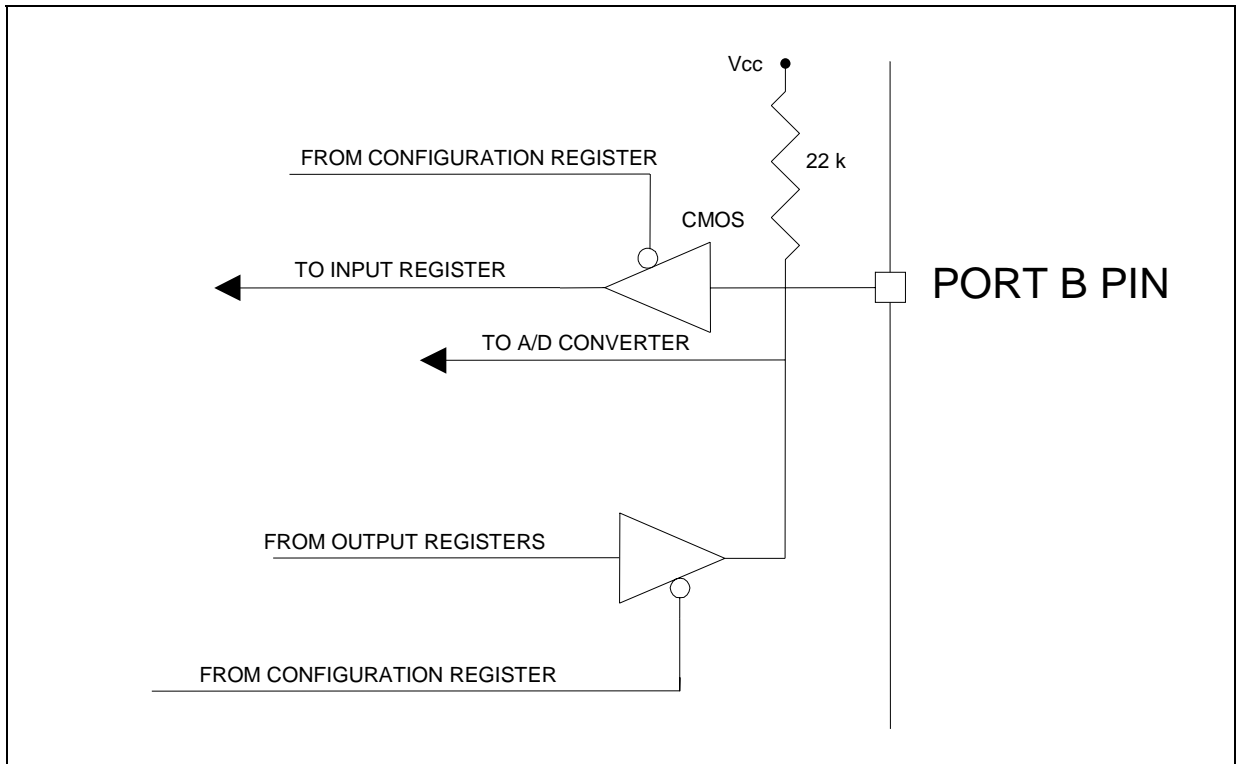 Vcc
FROM CONFIGURATION REGISTER
22 k
CMOS
TO INPUT REGISTER
PORT B PIN
TO A/D CONVERTER
FROM OUTPUT REGISTERS
FROM CONFIGURATION REGISTER